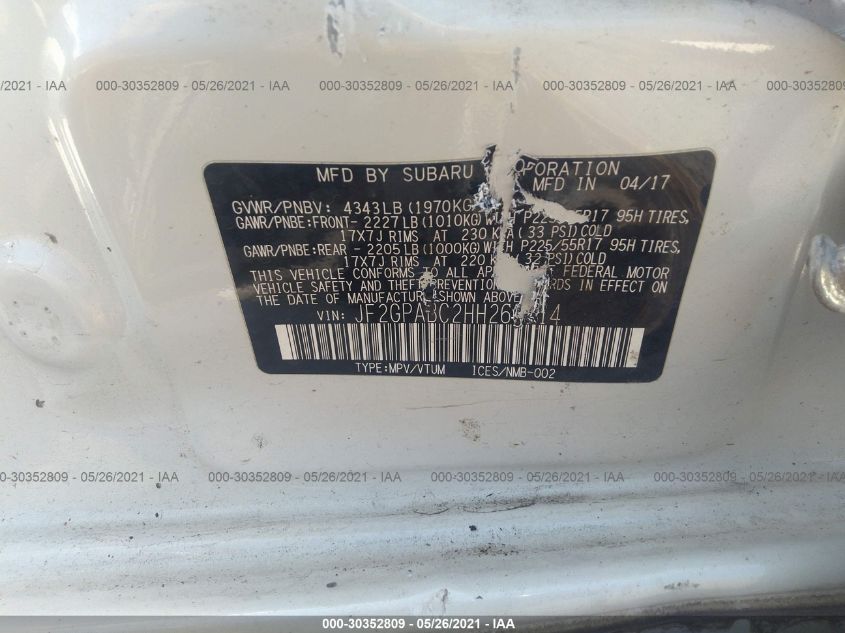 /2021 - IAA 000-30352809 - 05/26/2021 - IAA 000-30352809 - 05/26/2021 - IAA 000-30352809 - 05/26/2021 - IAA 000-30352809
MFD BY SUBARU
MFD IN 04/17
GVWR/PNBV: 4343LB (1970KG
GAWR/PNBE:FRONT- 2227LB (1010KG) 95H TIRES,
17X7J RIMS AT 230 (33 PSI) COLD
GAWR/PNBE:REAR - 2205LB (1000KG) P225/55R17 95H TIRES,
17X7J RIMS AT 220 32 PSI) COLD
THIS VEHICLE CONFORMS TO ALL FEDERAL MOTOR
VEHICLE SAFETY AND THEFT IN EFFECT ON
THE DATE OF MANUFACTURE SHOWN
VIN:
TYPE:MPV/VTUM ICES/NMB-002
000-30352809 - 05/26/2021 - IAA 000-30352809 - 05/26/2021 - IAA 000-30352809 - 05/26/2021 - IAA 000-30352809 - 05/26/2021 - IAA
000-30352809 - 05/26/2021 - IAA